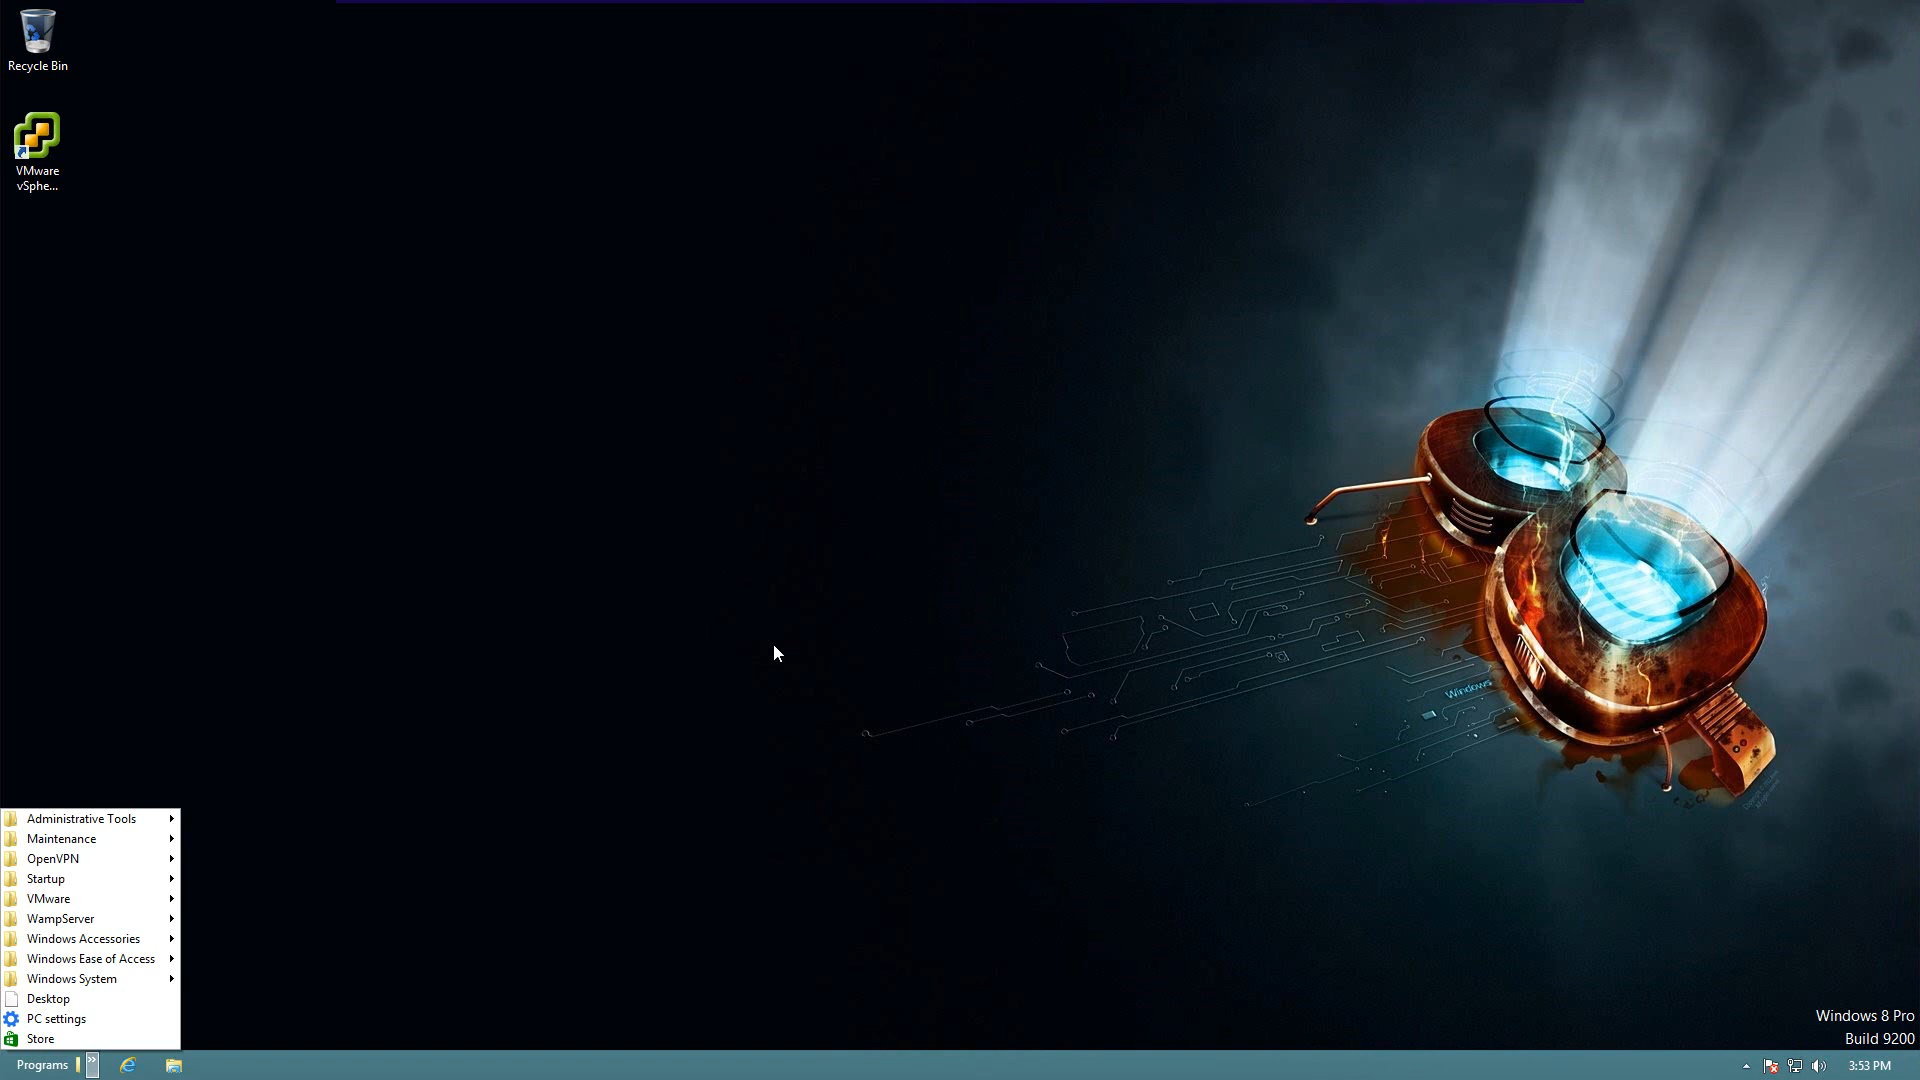 Recycle Bin
VMware
vSphe...
Windows
Administrative Tools
Maintenance
OpenVPN
Startup
VMware
WampServer
Windows Accessories
Windows Ease of Access
Windows System
Desktop
PC settings
Store
Windows 8 Pro
Build 9200
Programs
3:53 PM